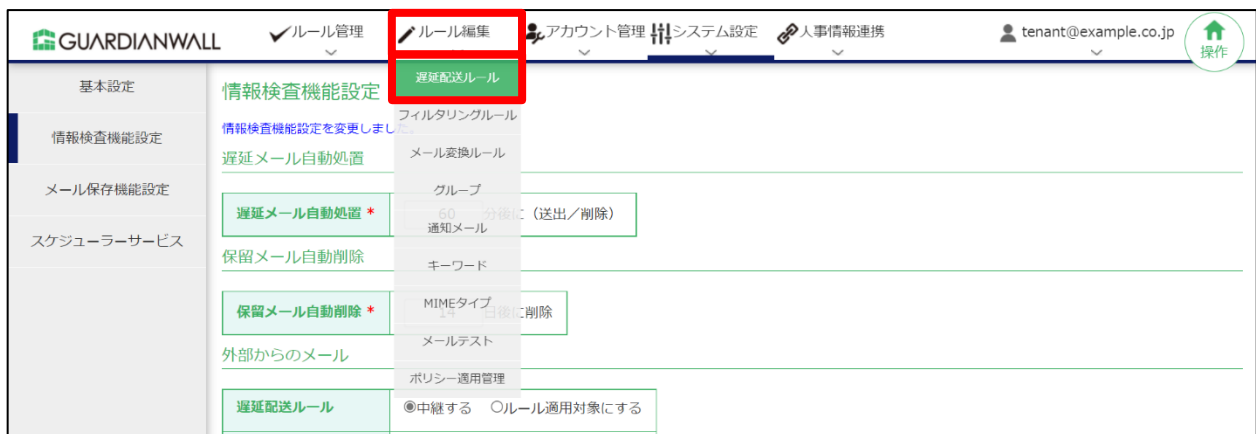 GUARDIANWALL
ルール管理
ルール編集
アカウント管理
システム設定
人事情報連携
tenant@example.co.jp
操作
基本設定
情報検査機能設定
メール保存機能設定
スケジューラーサービス
遅延配送ルール
フィルタリングルール
メール変換ルール
グループ
通知メール
キーワード
MIMEタイプ
メールテスト
ポリシー適用管理
情報検査機能設定
情報検査機能設定を変更しました。
遅延メール自動処置
遅延メール自動処置 * 60 分後に（送出／削除）
保留メール自動削除
保留メール自動削除 * 14 日後に削除
外部からのメール
遅延配送ルール ◉中継する ○ルール適用対象にする